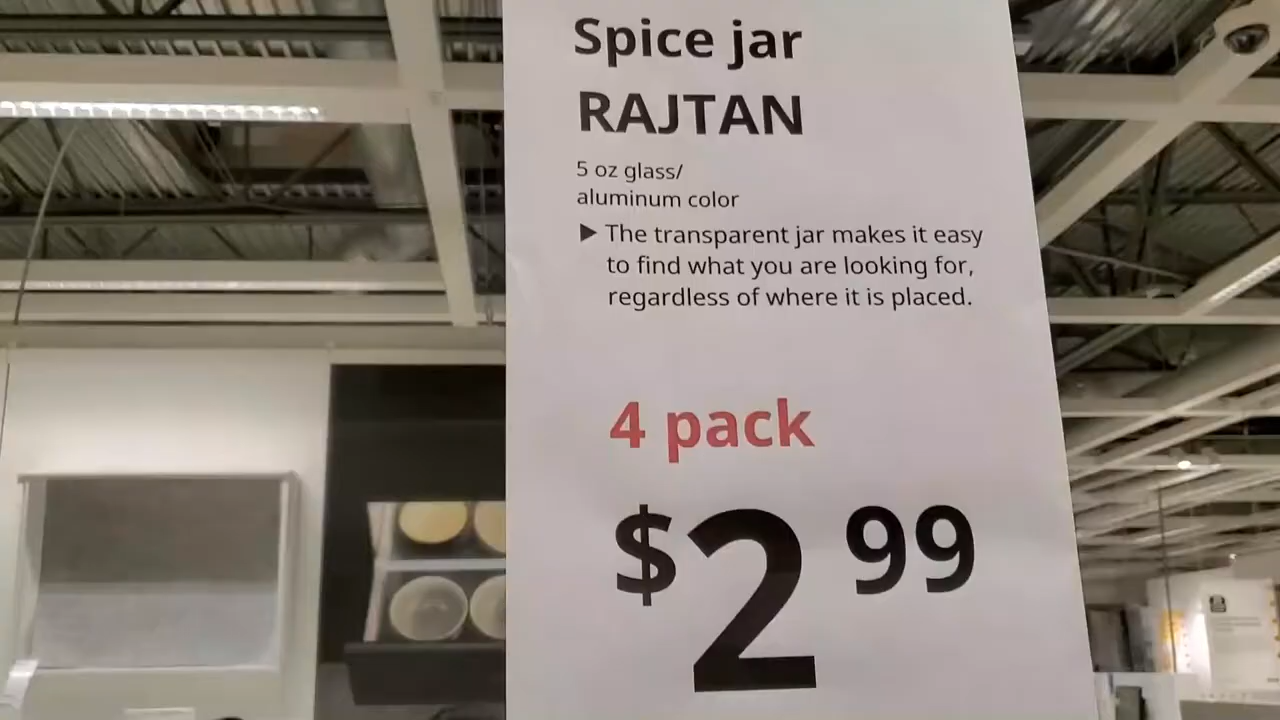 Spice jar
RAJTAN
5 oz glass/
aluminum color
▶ The transparent jar makes it easy
to find what you are looking for,
regardless of where it is placed.
4 pack
$2 99